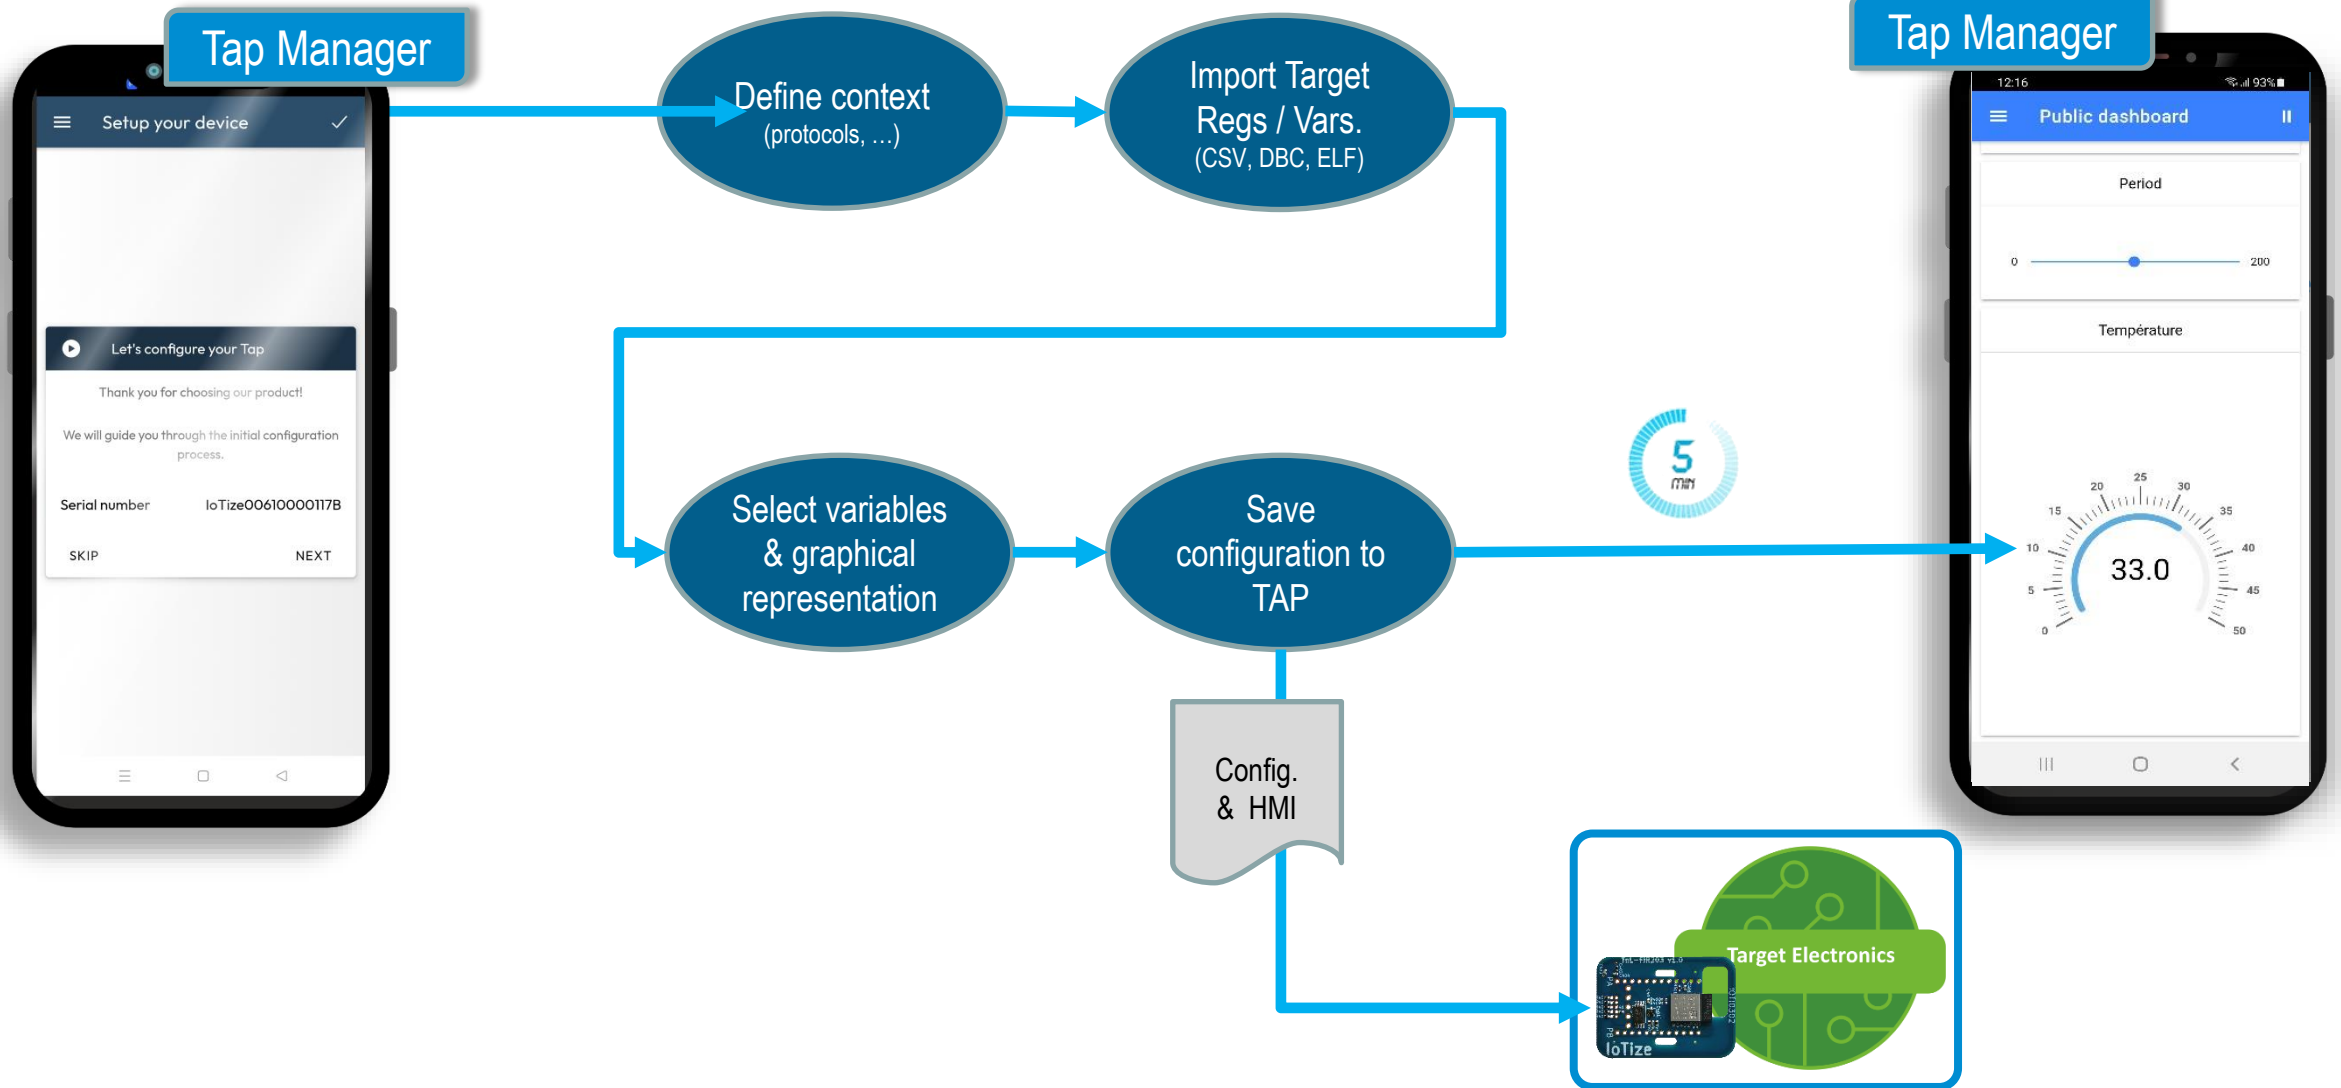 Tap Manager
Setup your device
Let's configure your Tap
Thank you for choosing our product!
We will guide you through the initial configuration
process.
Serial number IoTize00610000117B
SKIP NEXT
Define context
(protocols, ...)
Import Target
Regs / Vars.
(CSV, DBC, ELF)
Select variables
& graphical
representation
Save
configuration to
TAP
5
min
Config.
& HMI
Target Electronics
IoTize
Tap Manager
12:16 93%
Public dashboard
Period
0 200
Température
0
5
10
15
20
25
30
35
40
45
50
33.0